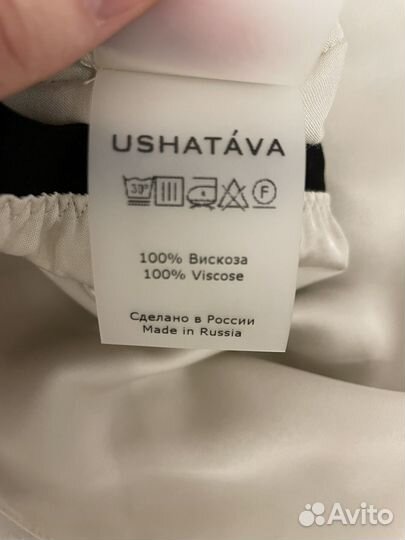 USHATÁVA
30°
F
100% Вискоза
100% Viscose
Сделано в России
Made in Russia
Avito